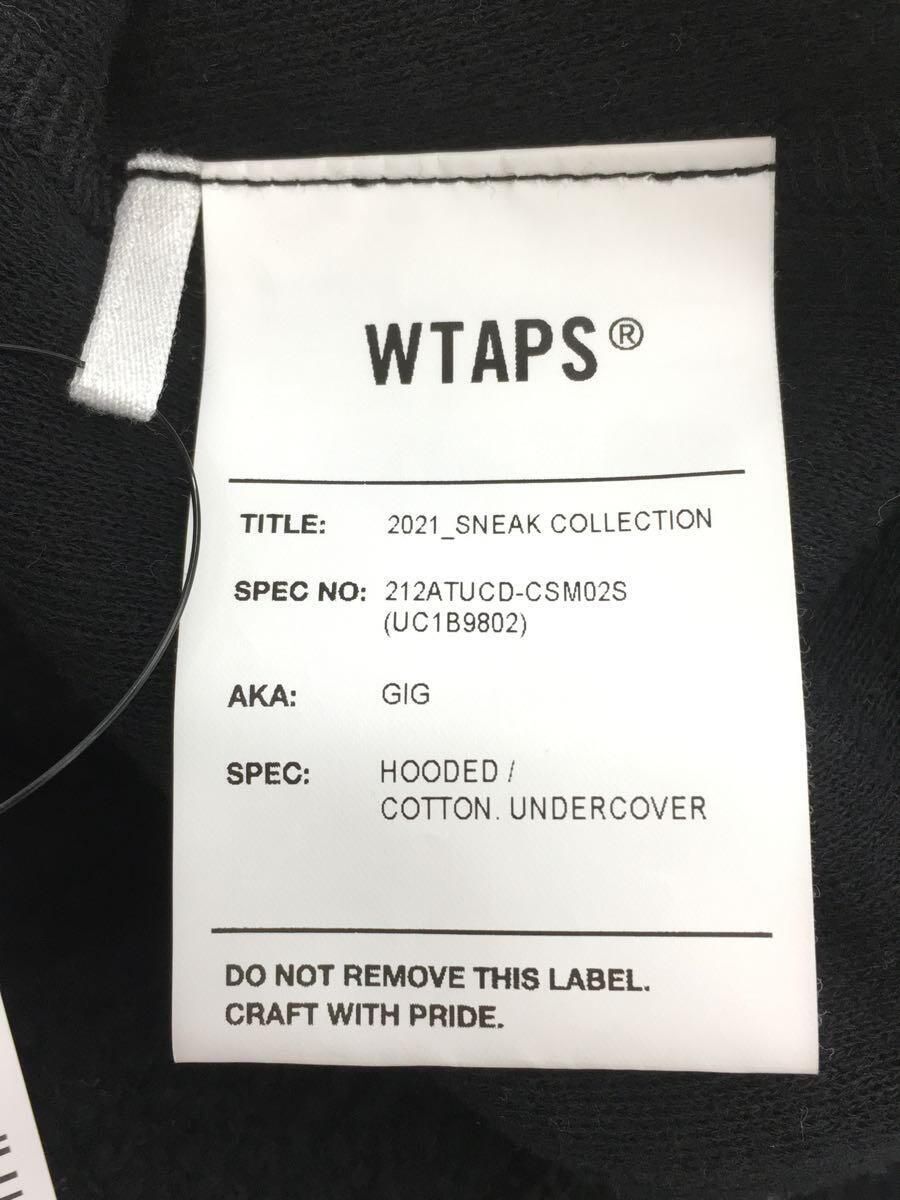 WTAPS®
TITLE: 2021_SNEAK COLLECTION
SPEC NO: 212ATUCD-CSM02S
(UC1B9802)
AKA: GIG
SPEC: HOODED /
COTTON. UNDERCOVER
DO NOT REMOVE THIS LABEL.
CRAFT WITH PRIDE.